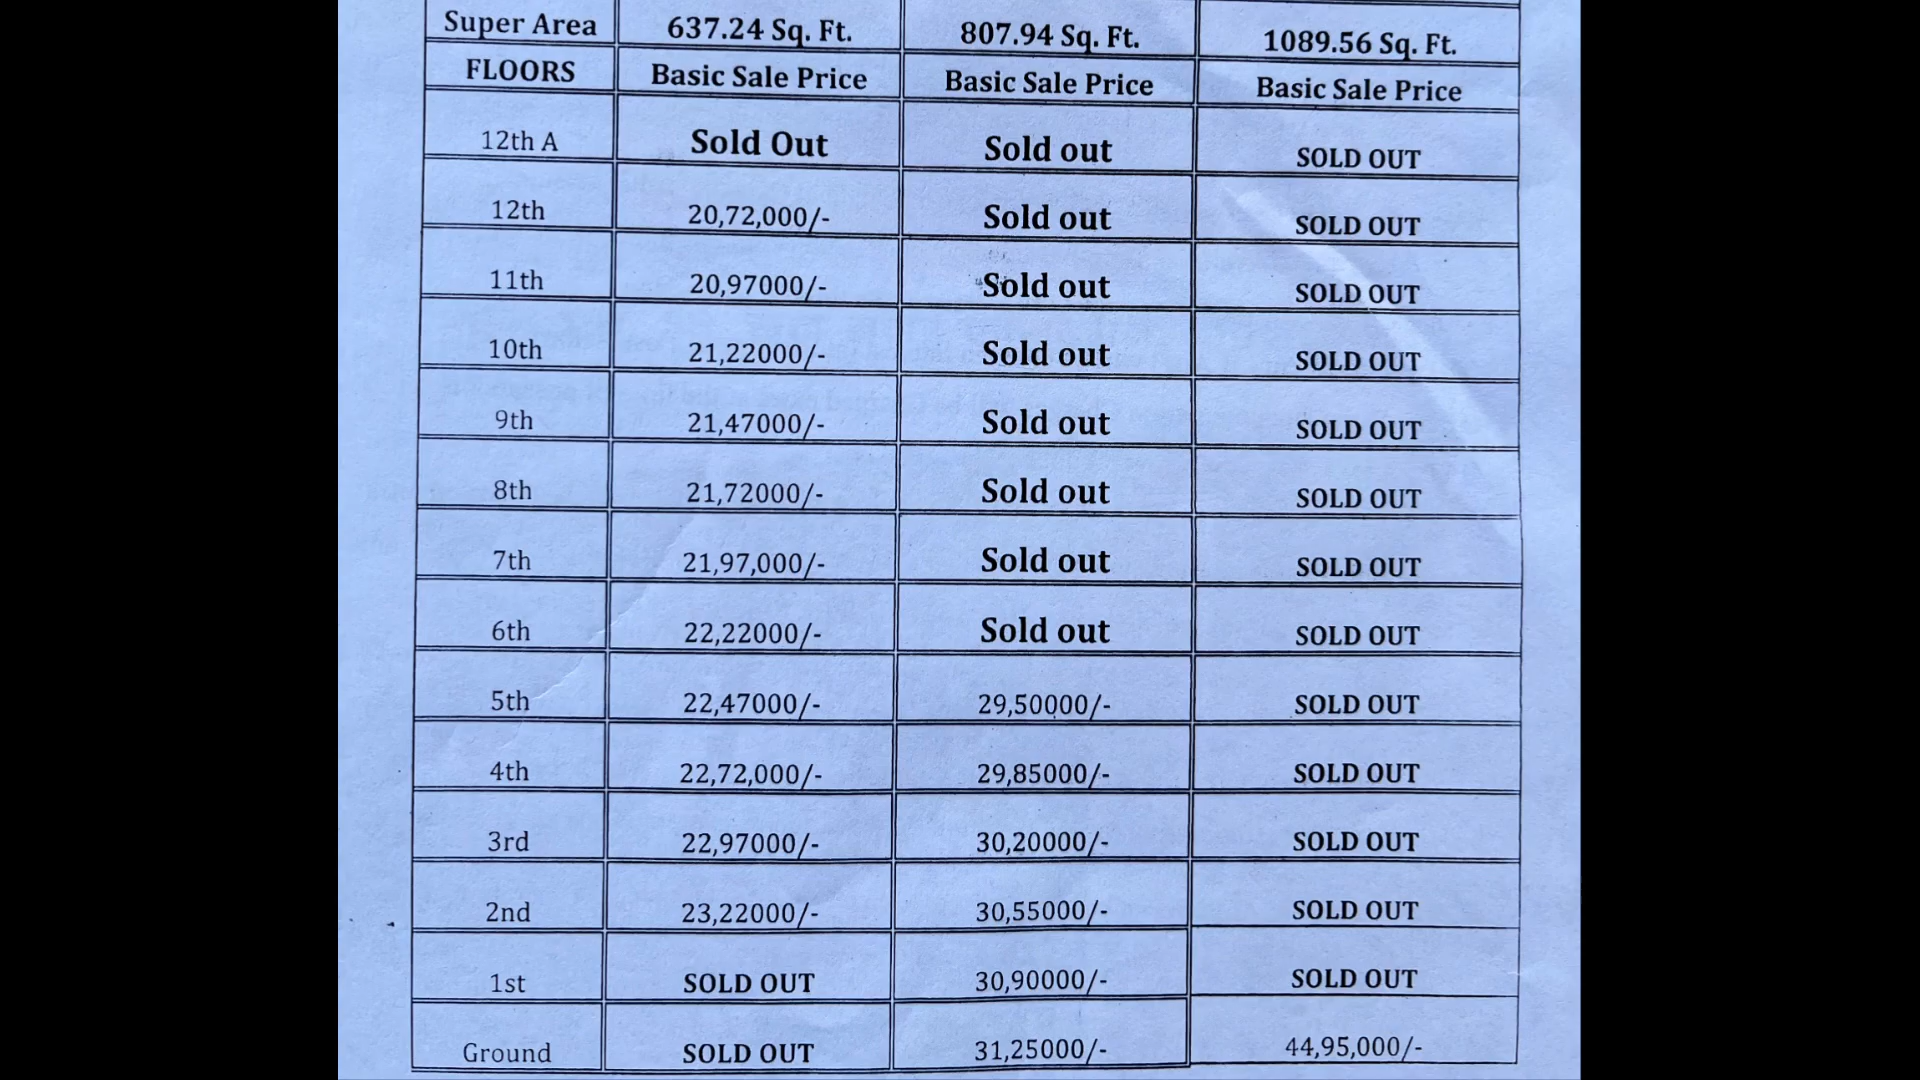 Super Area 637.24 Sq. Ft. 807.94 Sq. Ft. 1089.56 Sq. Ft.
FLOORS Basic Sale Price Basic Sale Price Basic Sale Price
12th A Sold Out Sold out SOLD OUT
12th 20,72,000/- Sold out SOLD OUT
11th 20,97000/- Sold out SOLD OUT
10th 21,22000/- Sold out SOLD OUT
9th 21,47000/- Sold out SOLD OUT
8th 21,72000/- Sold out SOLD OUT
7th 21,97,000/- Sold out SOLD OUT
6th 22,22000/- Sold out SOLD OUT
5th 22,47000/- 29,50000/- SOLD OUT
4th 22,72,000/- 29,85000/- SOLD OUT
3rd 22,97000/- 30,20000/- SOLD OUT
2nd 23,22000/- 30,55000/- SOLD OUT
1st SOLD OUT 30,90000/- SOLD OUT
Ground SOLD OUT 31,25000/- 44,95,000/-